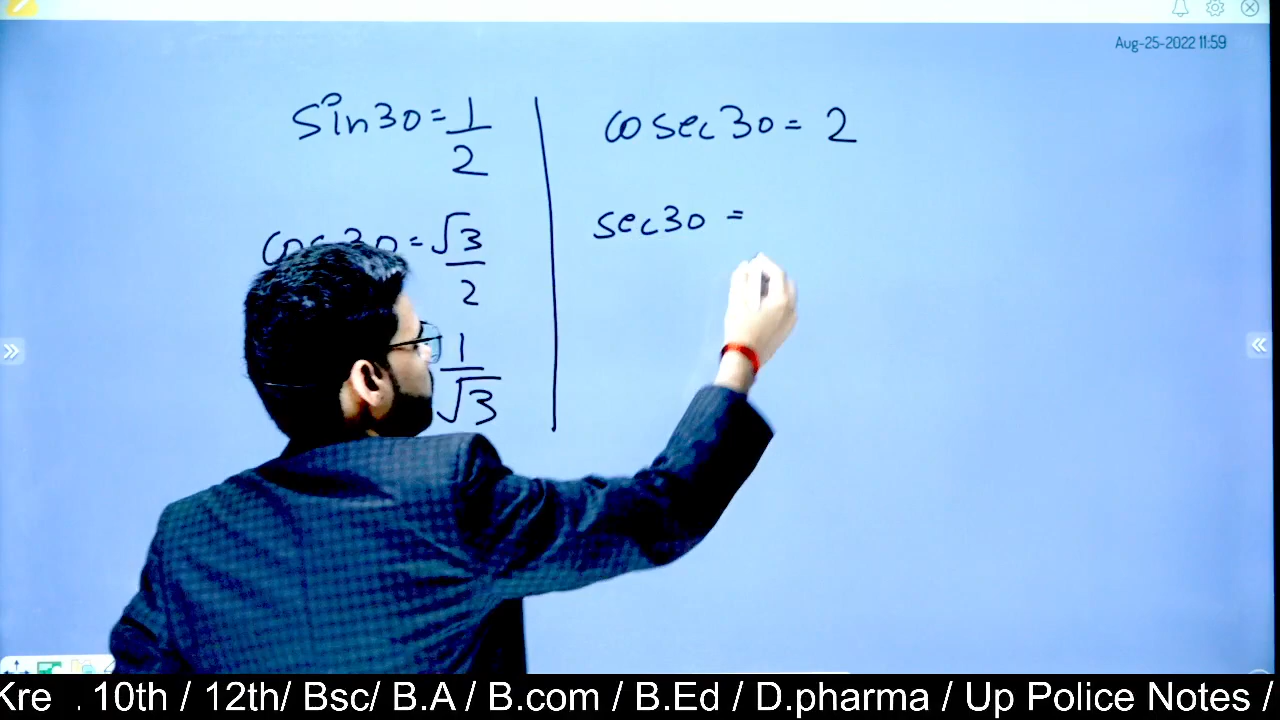 Aug-25-2022 11:59
sin30 = 1/2
cosec30 = 2
cos30 = √3/2
sec30 =
1/√3
Kre . 10th / 12th/ Bsc/ B.A / B.com / B.Ed / D.pharma / Up Police Notes /